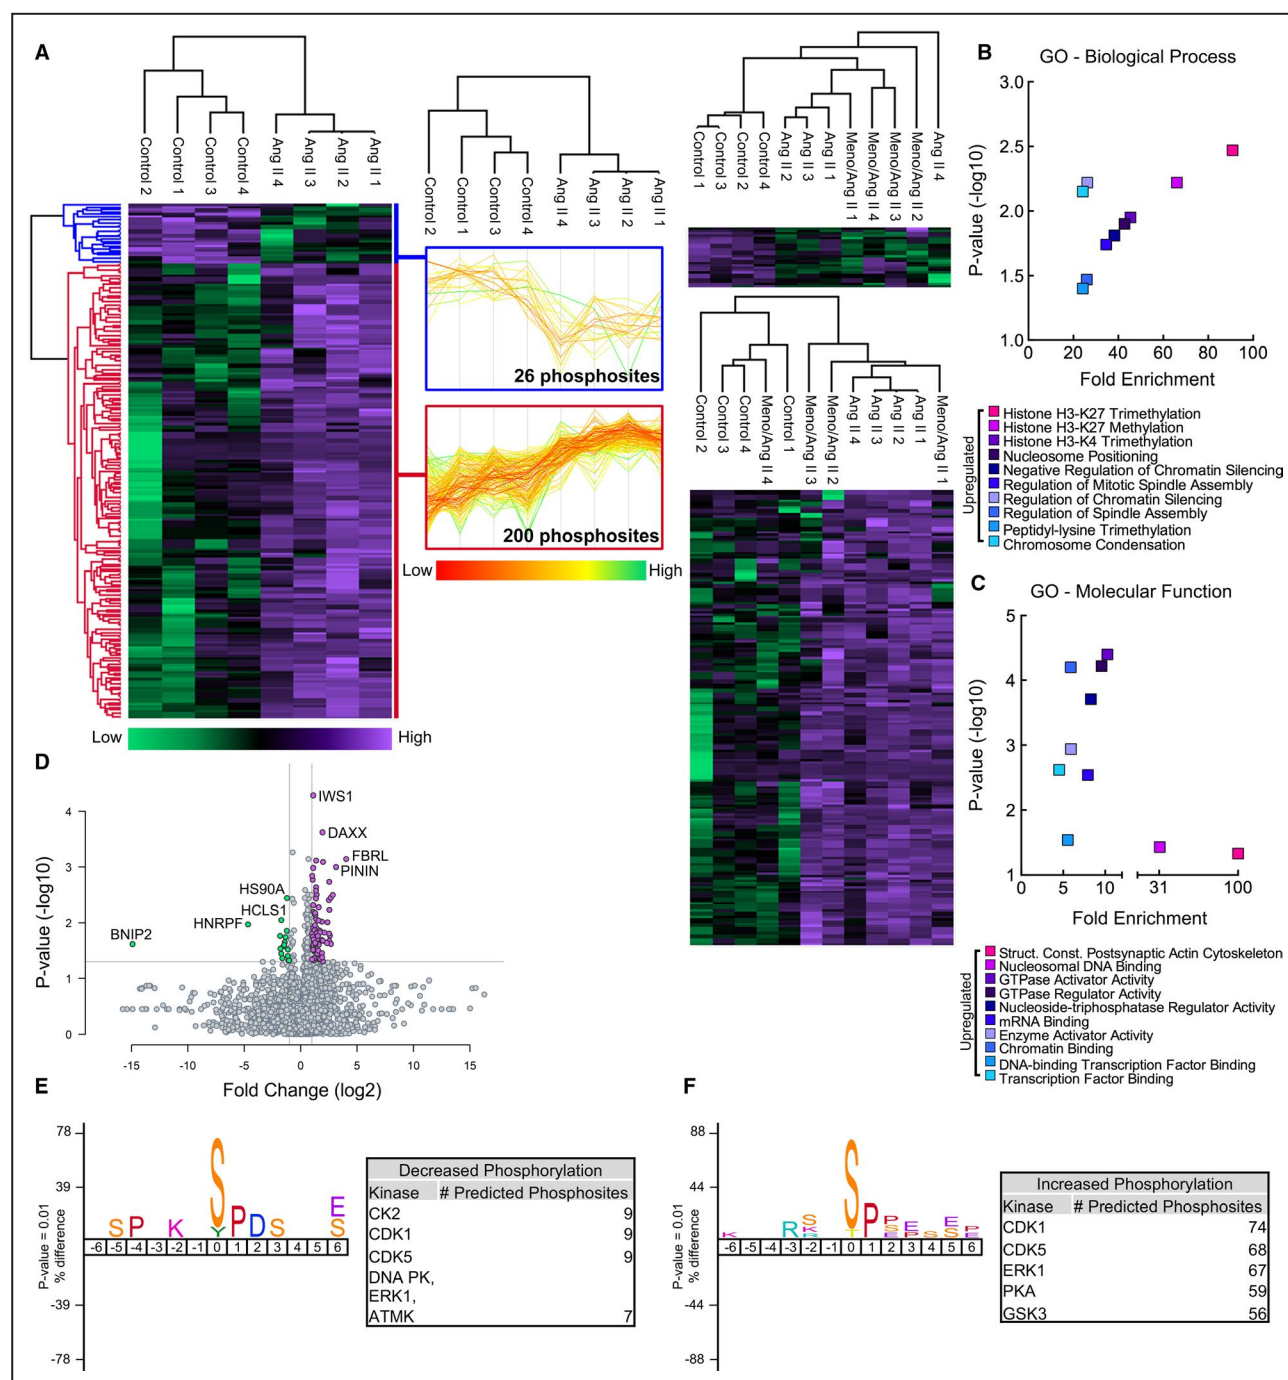 A
Control 2
Control 1
Control 3
Control 4
Ang II 4
Ang II 3
Ang II 2
Ang II 1
Low
High
Control 2
Control 1
Control 3
Control 4
Ang II 4
Ang II 3
Ang II 2
Ang II 1
26 phosphosites
200 phosphosites
Low
High
Control 1
Control 3
Control 2
Control 4
Ang II 2
Ang II 3
Ang II 1
Meno/Ang II 1
Meno/Ang II 4
Meno/Ang II 3
Meno/Ang II 2
Ang II 4
Control 2
Control 3
Control 4
Meno/Ang II 4
Control 1
Meno/Ang II 3
Meno/Ang II 2
Ang II 4
Ang II 3
Ang II 2
Ang II 1
Meno/Ang II 1
B
GO - Biological Process
P-value (-log10)
3.0
2.5
2.0
1.5
1.0
0 20 40 60 80 100
Fold Enrichment
Upregulated
Histone H3-K27 Trimethylation
Histone H3-K27 Methylation
Histone H3-K4 Trimethylation
Nucleosome Positioning
Negative Regulation of Chromatin Silencing
Regulation of Mitotic Spindle Assembly
Regulation of Chromatin Silencing
Regulation of Spindle Assembly
Peptidyl-lysine Trimethylation
Chromosome Condensation
C
GO - Molecular Function
P-value (-log10)
5
4
3
2
1
0 5 10 31 100
Fold Enrichment
Upregulated
Struct. Const. Postsynaptic Actin Cytoskeleton
Nucleosomal DNA Binding
GTPase Activator Activity
GTPase Regulator Activity
Nucleoside-triphosphatase Regulator Activity
mRNA Binding
Enzyme Activator Activity
Chromatin Binding
DNA-binding Transcription Factor Binding
Transcription Factor Binding
D
P-value (-log10)
4
3
2
1
0
IWS1
DAXX
FBRL
PININ
HS90A
HCLS1
HNRPF
BNIP2
-15 -10 -5 0 5 10 15
Fold Change (log2)
E
P-value = 0.01
% difference
78
39
-39
-78
S P K S Y P D S E S
-6 -5 -4 -3 -2 -1 0 1 2 3 4 5 6
Decreased Phosphorylation
Kinase # Predicted Phosphosites
CK2 9
CDK1 9
CDK5 9
DNA PK,
ERK1,
ATMK 7
F
P-value = 0.01
% difference
88
44
-44
-88
K R S K R S T P P S E E P S E S P E
-6 -5 -4 -3 -2 -1 0 1 2 3 4 5 6
Increased Phosphorylation
Kinase # Predicted Phosphosites
CDK1 74
CDK5 68
ERK1 67
PKA 59
GSK3 56